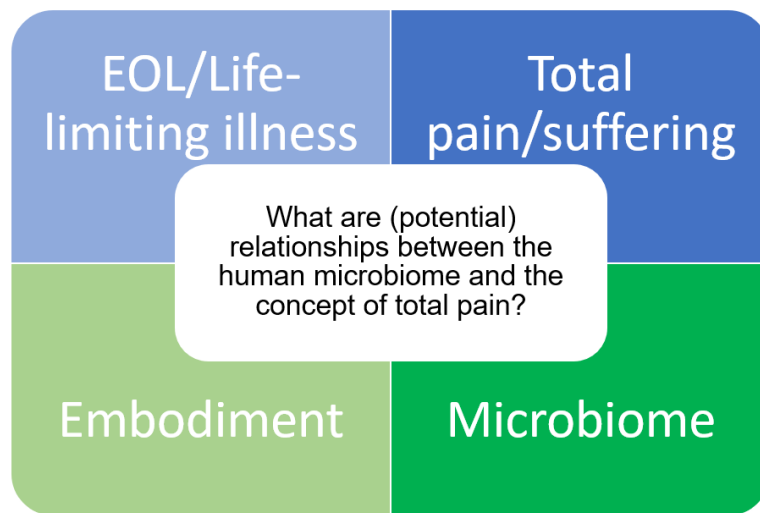 EOL/Life-
limiting illness
Total
pain/suffering
What are (potential)
relationships between the
human microbiome and the
concept of total pain?
Embodiment
Microbiome